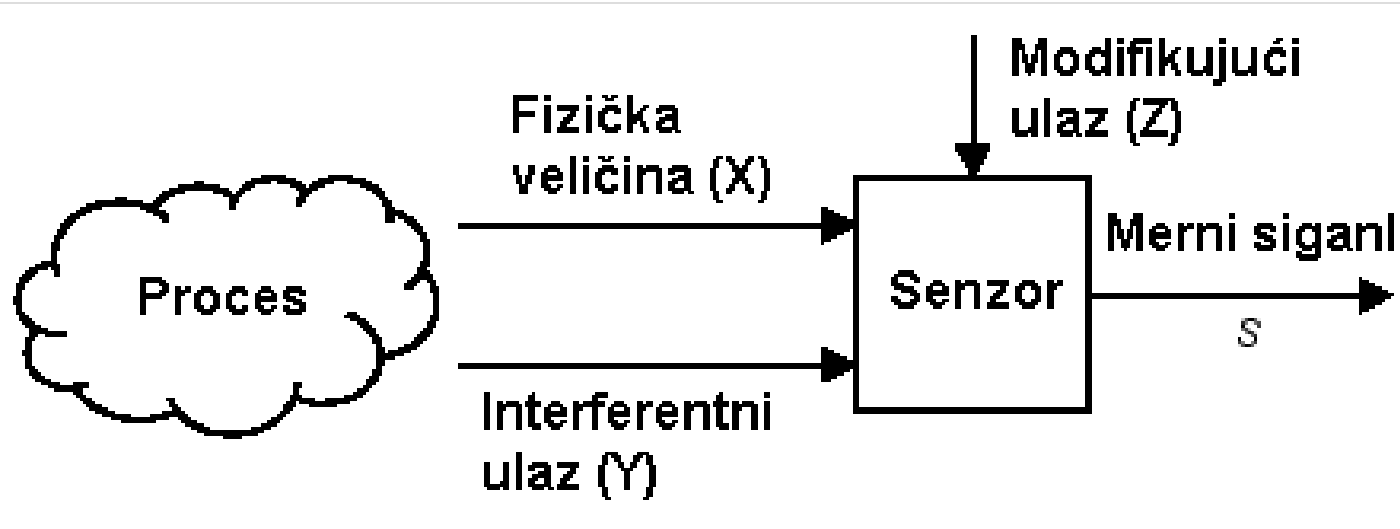 Modifikujući
ulaz (Z)
Fizička
veličina (X)
Merni siganl
Proces
Senzor
s
Interferentni
ulaz (Y)